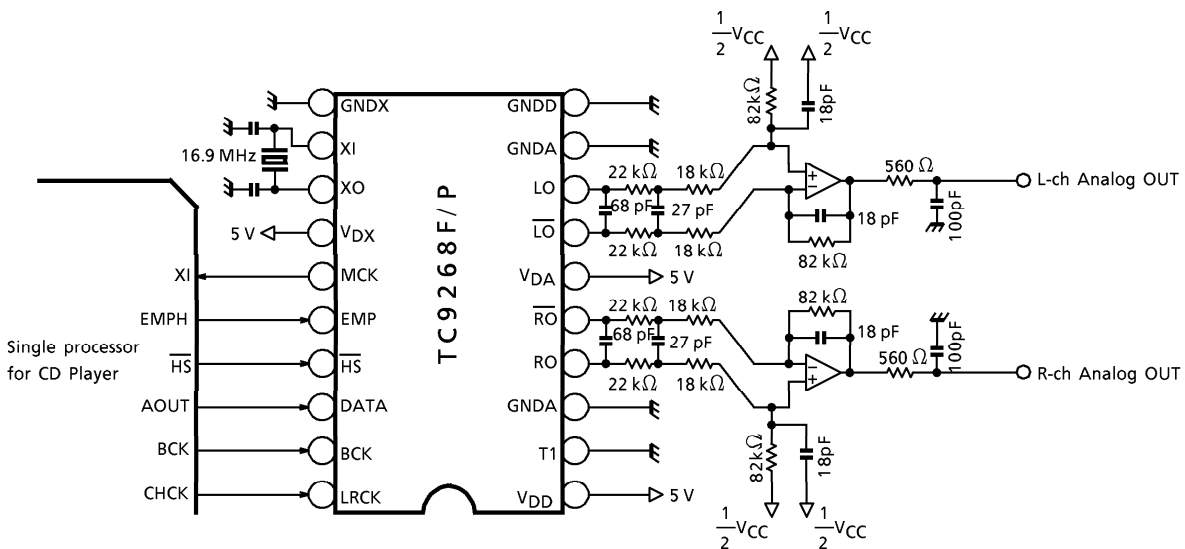 1/2 VCC
1/2 VCC
82kΩ
18pF
GNDX
GNDD
XI
GNDA
16.9 MHz
XO
LO
22 kΩ
18 kΩ
68 pF
27 pF
560 Ω
L-ch Analog OUT
100pF
18 pF
82 kΩ
5 V
VDX
LO
22 kΩ
18 kΩ
TC9268F/P
XI
MCK
VDA
5 V
EMPH
EMP
RO
22 kΩ
18 kΩ
68 pF
27 pF
82 kΩ
18 pF
Single processor
for CD Player
HS
HS
RO
22 kΩ
18 kΩ
560 Ω
100pF
R-ch Analog OUT
AOUT
DATA
GNDA
BCK
BCK
T1
82kΩ
18pF
CHCK
LRCK
VDD
5 V
1/2 VCC
1/2 VCC